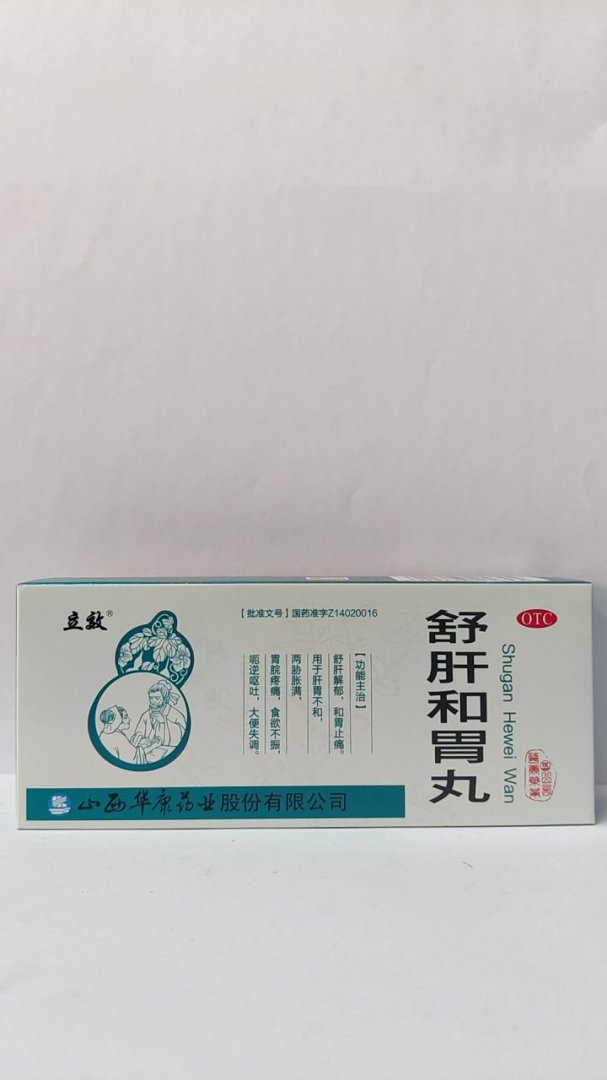 立效®
【批准文号】国药准字Z14020016
【功能主治】
舒肝解郁，和胃止痛。
用于肝胃不和，
两胁胀满，
胃脘疼痛，食欲不振，
呃逆呕吐，大便失调。
舒肝和胃丸
Shugan Hewei Wan
OTC
山西华康药业股份有限公司